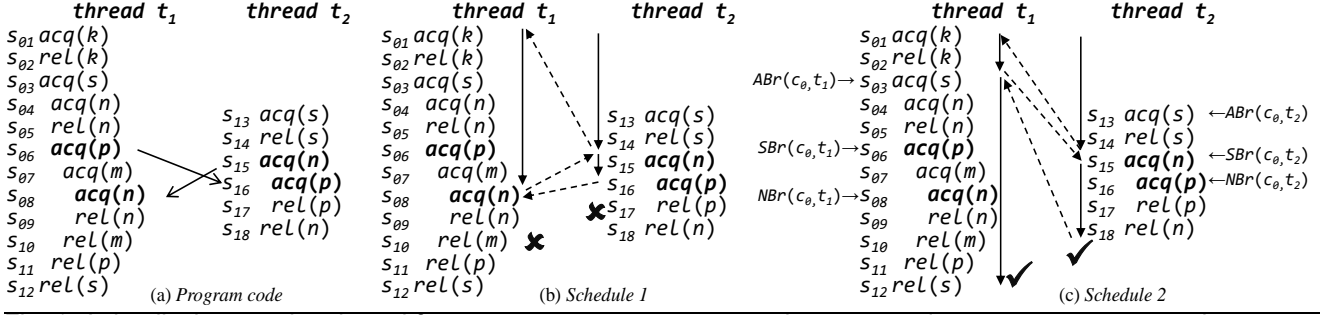 thread t1 thread t2
s01 acq(k)
s02 rel(k)
s03 acq(s)
s04 acq(n)
s05 rel(n)
s06 acq(p)
s07 acq(m)
s08 acq(n)
s09 rel(n)
s10 rel(m)
s11 rel(p)
s12 rel(s)
s13 acq(s)
s14 rel(s)
s15 acq(n)
s16 acq(p)
s17 rel(p)
s18 rel(n)
(a) Program code
thread t1 thread t2
s01 acq(k)
s02 rel(k)
s03 acq(s)
s04 acq(n)
s05 rel(n)
s06 acq(p)
s07 acq(m)
s08 acq(n)
s09 rel(n)
s10 rel(m)
s11 rel(p)
s12 rel(s)
s13 acq(s)
s14 rel(s)
s15 acq(n)
s16 acq(p)
s17 rel(p)
s18 rel(n)
(b) Schedule 1
thread t1 thread t2
s01 acq(k)
s02 rel(k)
ABr(c0,t1)→ s03 acq(s)
s04 acq(n)
s05 rel(n)
SBr(c0,t1)→ s06 acq(p)
s07 acq(m)
NBr(c0,t1)→ s08 acq(n)
s09 rel(n)
s10 rel(m)
s11 rel(p)
s12 rel(s)
s13 acq(s) ←ABr(c0,t2)
s14 rel(s)
s15 acq(n) ←SBr(c0,t2)
s16 acq(p) ←NBr(c0,t2)
s17 rel(p)
s18 rel(n)
(c) Schedule 2